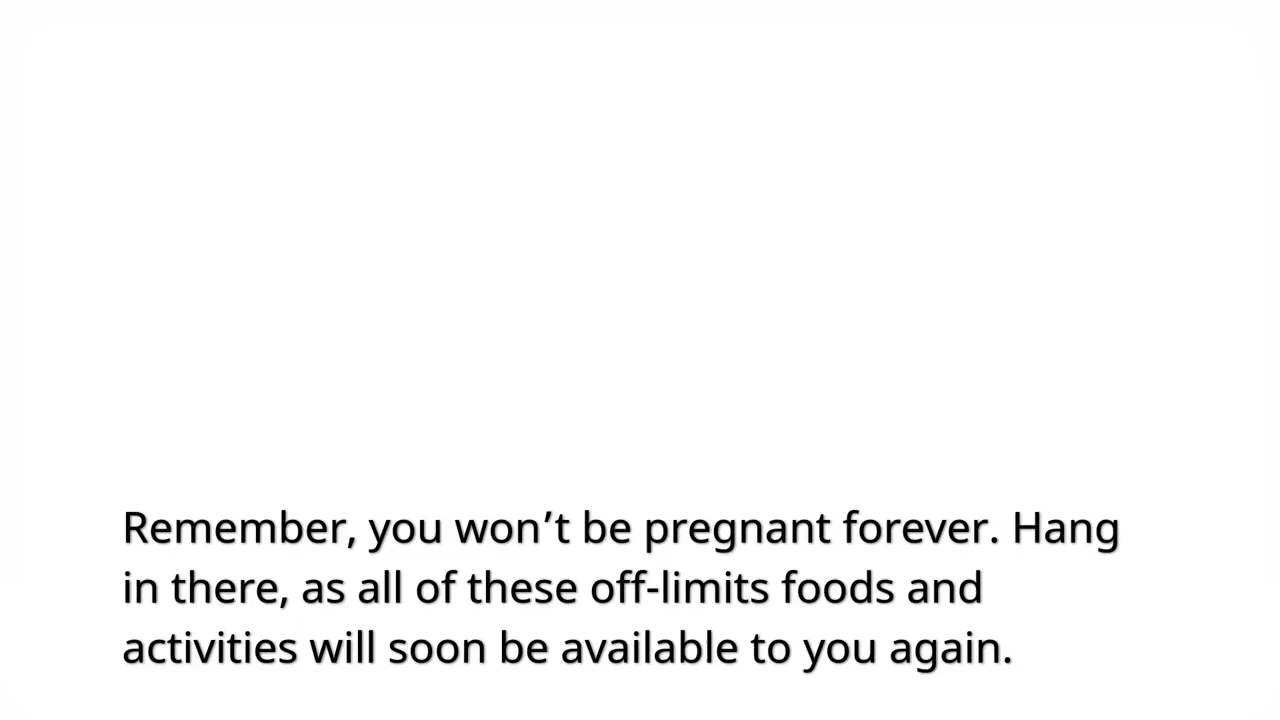 Remember, you won’t be pregnant forever. Hang
in there, as all of these off-limits foods and
activities will soon be available to you again.